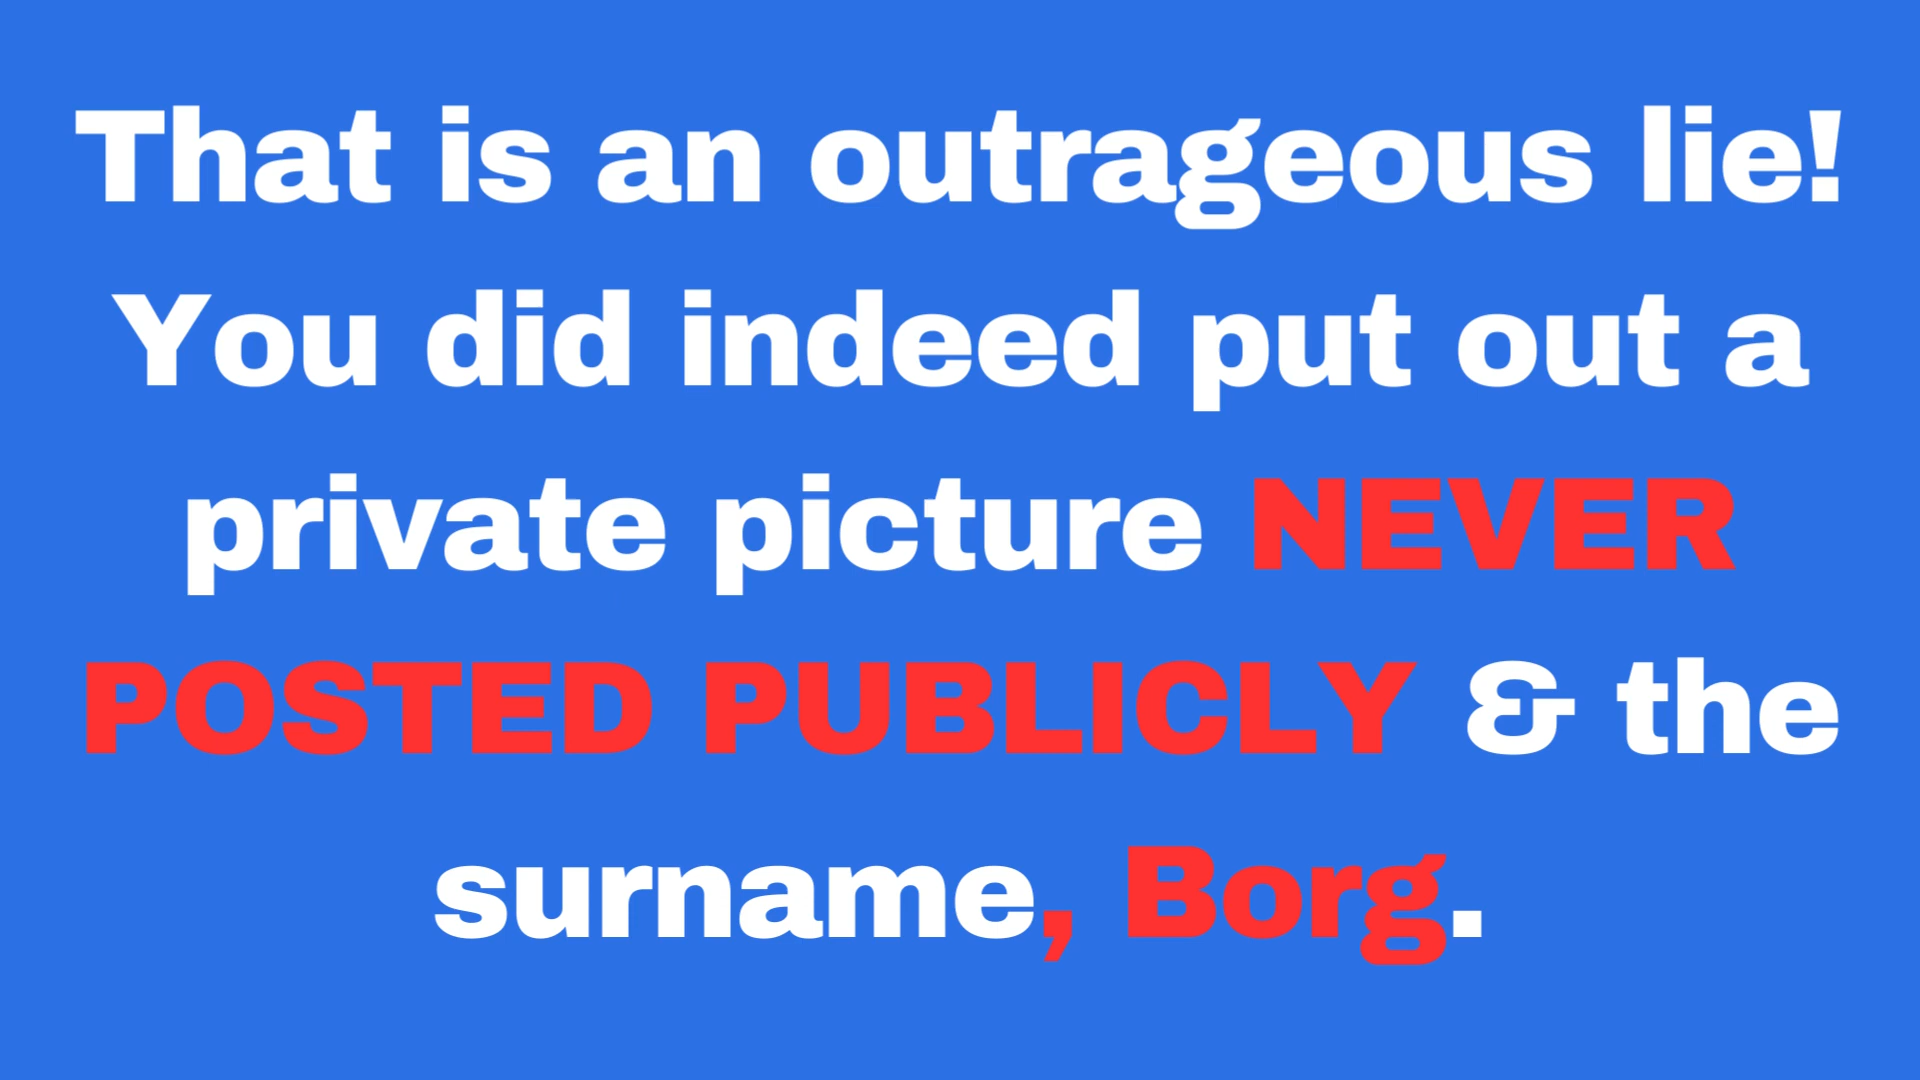 That is an outrageous lie!
You did indeed put out a
private picture NEVER
POSTED PUBLICLY & the
surname, Borg.